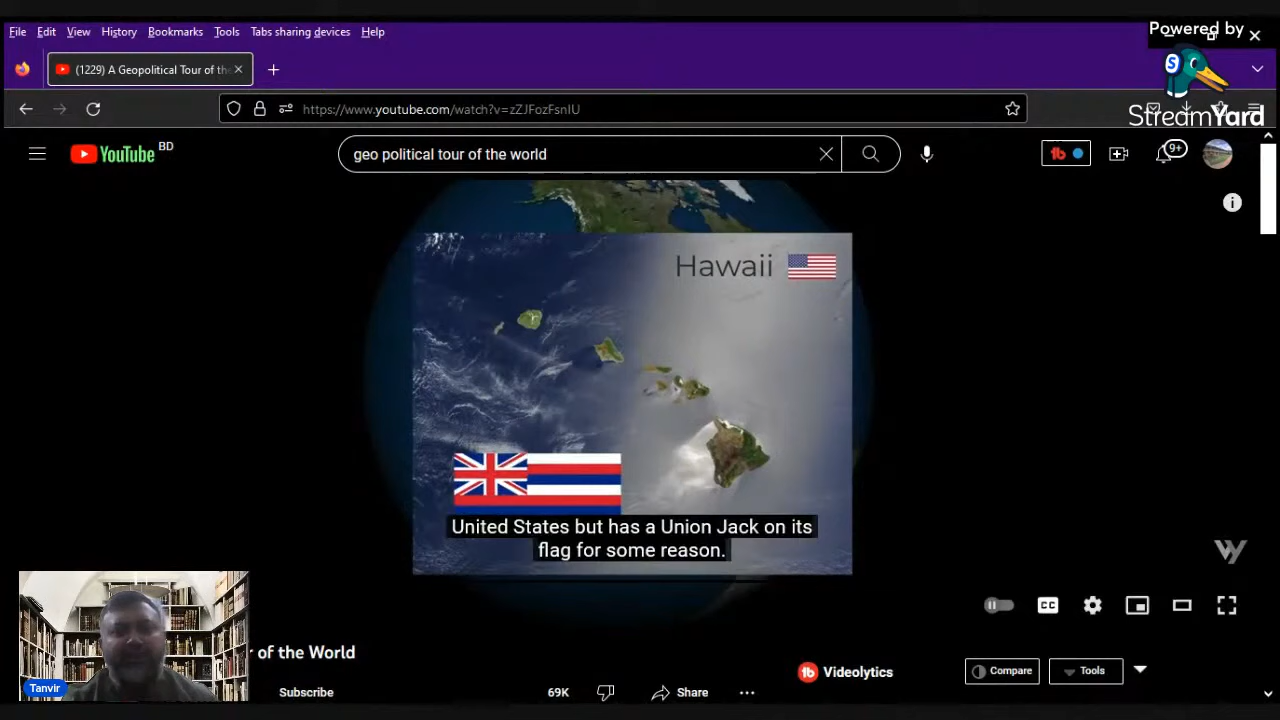 File Edit View History Bookmarks Tools Tabs sharing devices Help
Powered by
(1229) A Geopolitical Tour of the
https://www.youtube.com/watch?v=zZJFozFsnIU
StreamYard
YouTube BD
geo political tour of the world
9+
Hawaii
United States but has a Union Jack on its
flag for some reason.
CC
of the World
Tanvir
Subscribe
69K
Share
Videolytics
Compare
Tools